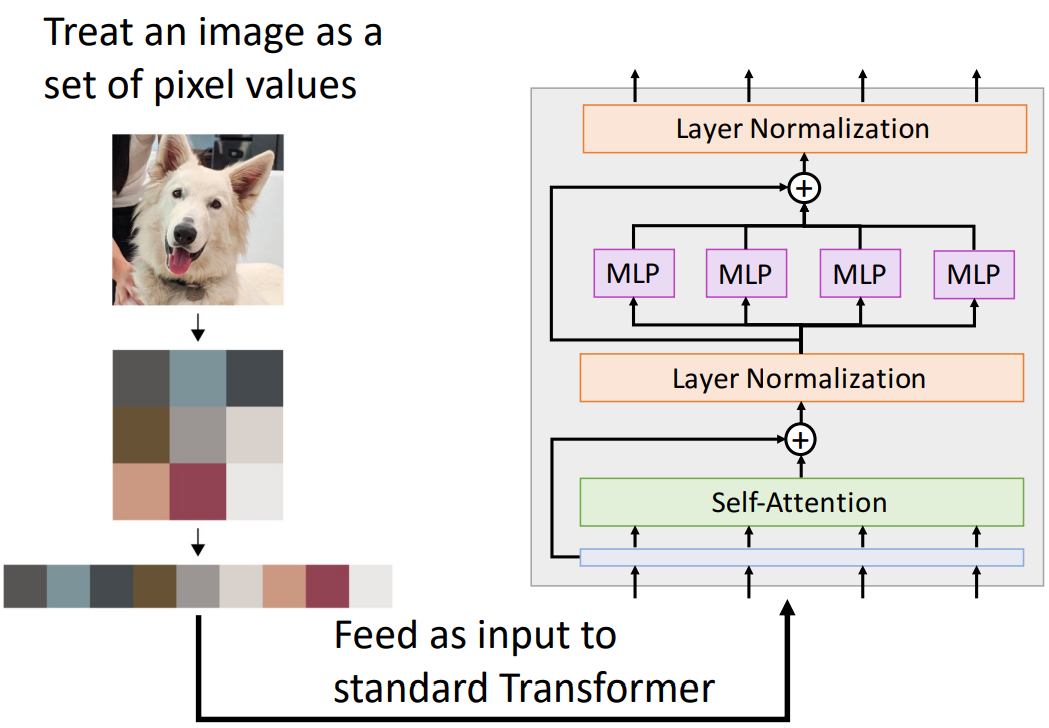 Treat an image as a
set of pixel values
Layer Normalization
+
MLP MLP MLP MLP
Layer Normalization
+
Self-Attention
Feed as input to
standard Transformer